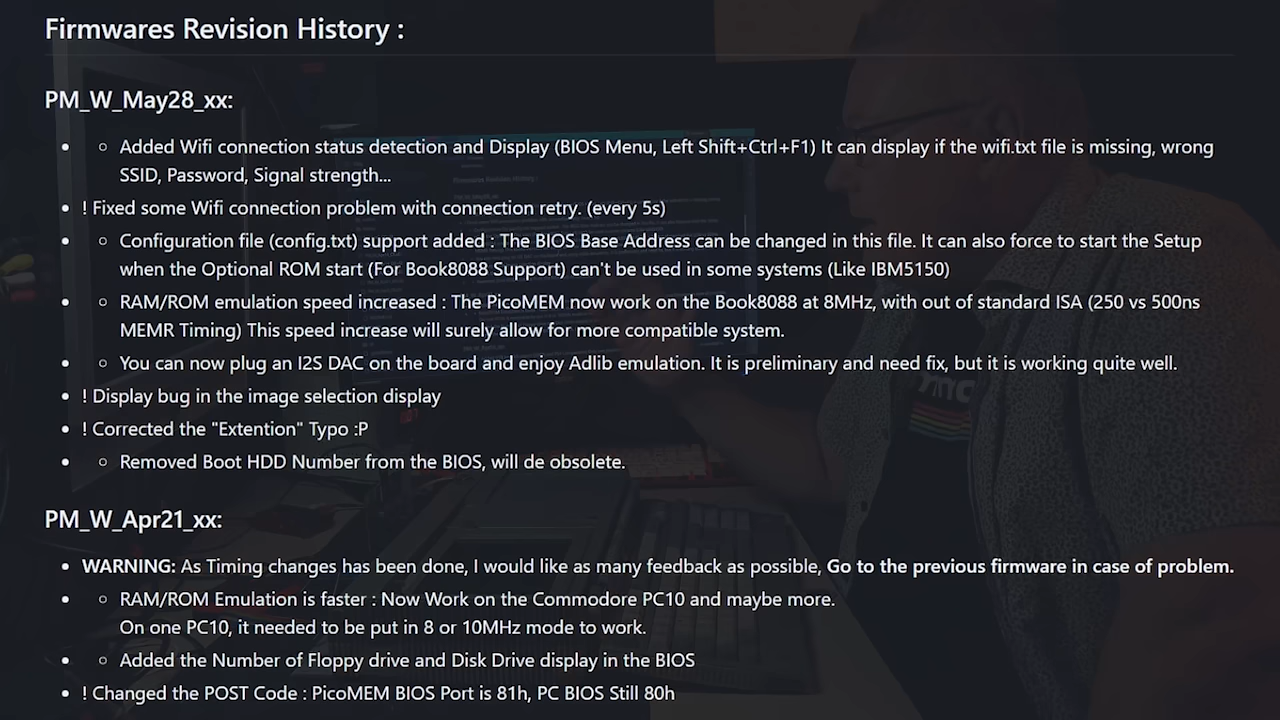 Firmwares Revision History :
PM_W_May28_xx:
Added Wifi connection status detection and Display (BIOS Menu, Left Shift+Ctrl+F1) It can display if the wifi.txt file is missing, wrong
SSID, Password, Signal strength...
! Fixed some Wifi connection problem with connection retry. (every 5s)
Configuration file (config.txt) support added : The BIOS Base Address can be changed in this file. It can also force to start the Setup
when the Optional ROM start (For Book8088 Support) can't be used in some systems (Like IBM5150)
RAM/ROM emulation speed increased : The PicoMEM now work on the Book8088 at 8MHz, with out of standard ISA (250 vs 500ns
MEMR Timing) This speed increase will surely allow for more compatible system.
You can now plug an I2S DAC on the board and enjoy Adlib emulation. It is preliminary and need fix, but it is working quite well.
! Display bug in the image selection display
! Corrected the "Extention" Typo :P
Removed Boot HDD Number from the BIOS, will de obsolete.
PM_W_Apr21_xx:
WARNING: As Timing changes has been done, I would like as many feedback as possible, Go to the previous firmware in case of problem.
RAM/ROM Emulation is faster : Now Work on the Commodore PC10 and maybe more.
On one PC10, it needed to be put in 8 or 10MHz mode to work.
Added the Number of Floppy drive and Disk Drive display in the BIOS
! Changed the POST Code : PicoMEM BIOS Port is 81h, PC BIOS Still 80h